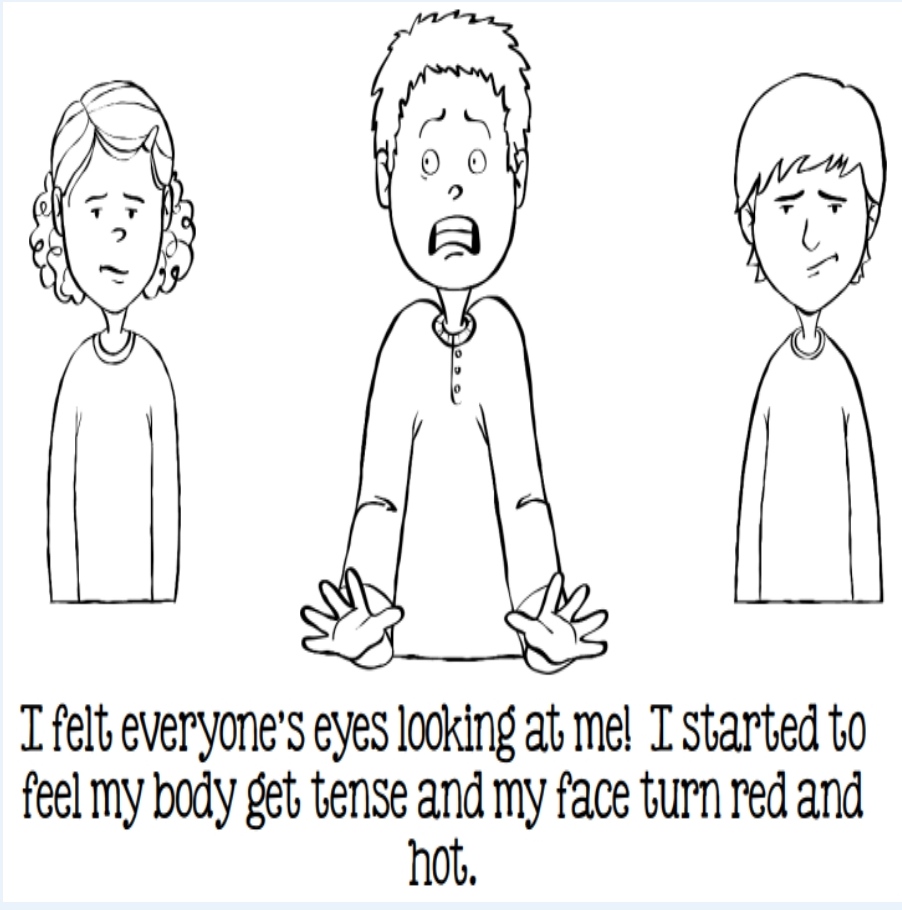 I felt everyone's eyes looking at me! I started to
feel my body get tense and my face turn red and
hot.